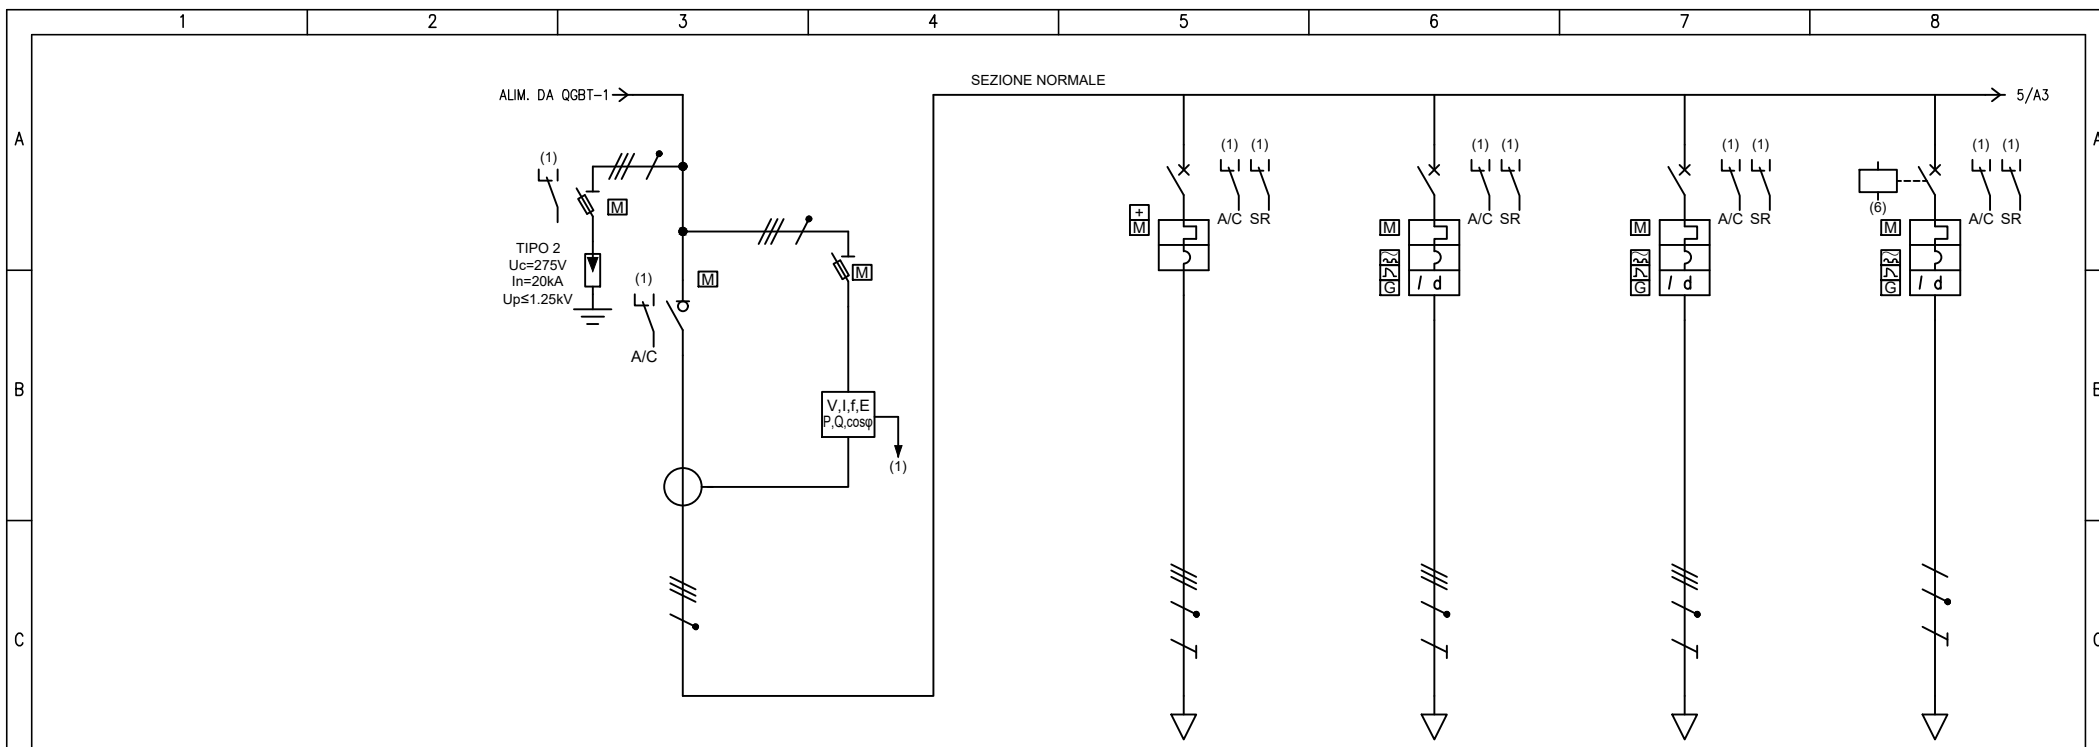 1 2 3 4 5 6 7 8
SEZIONE NORMALE
ALIM. DA QGBT-1
5/A3
A A
(1) (1) (1) (1) (1) (1) (1) (1) (1)
M
A/C SR A/C SR A/C SR (6) A/C SR
+
M M M M
TIPO 2
Uc=275V
In=20kA
Up≤1.25kV
(1) M M
I d I d I d
G G G
A/C
B B
V,I,f,E
P,Q,cosφ
(1)
C C